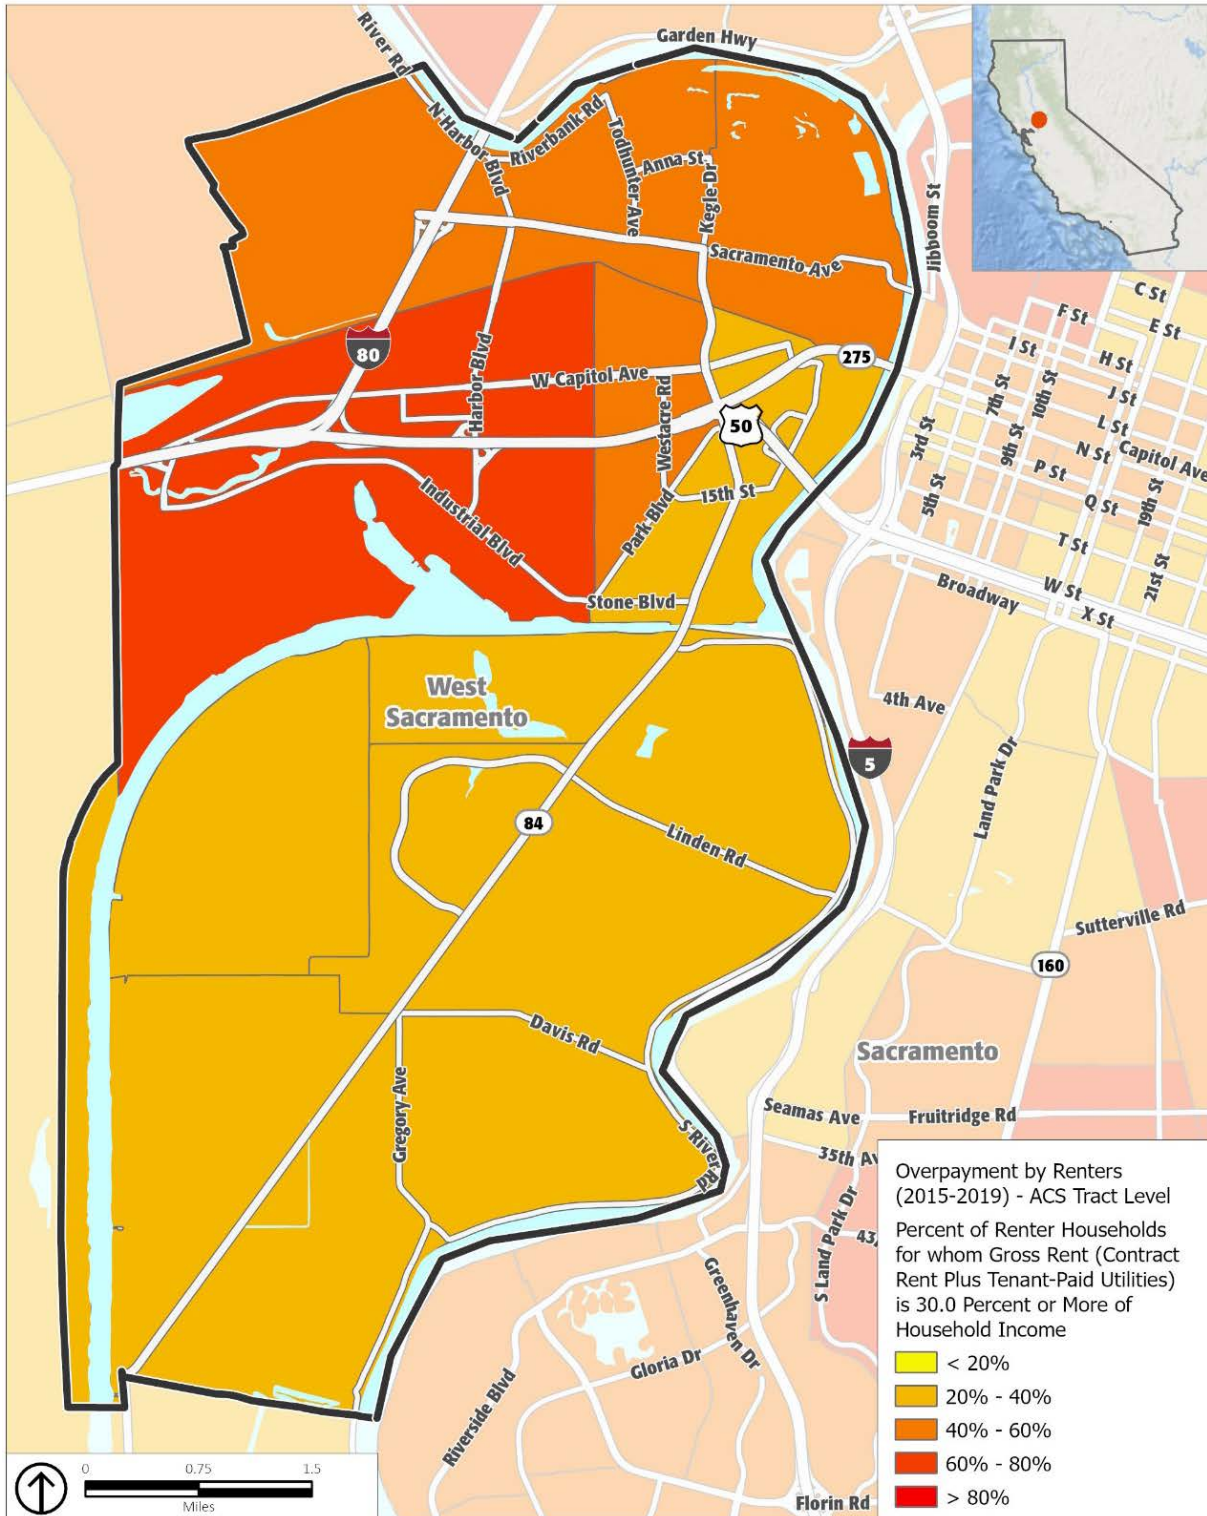 River Rd
Garden Hwy
N Harbor Blvd
Riverbank Rd
Todhunter Ave
Anna St
Kegle Dr
Sacramento Ave
Jibboom St
C St
E St
F St
H St
I St
J St
7th St
10th St
L St
N St
Capitol Ave
3rd St
9th St
P St
5th St
Q St
19th St
T St
21st St
W St
X St
Broadway
80
Harbor Blvd
W Capitol Ave
275
Westacre Rd
50
15th St
Park Blvd
Industrial Blvd
Stone Blvd
West
Sacramento
4th Ave
5
Land Park Dr
84
Linden Rd
Sutterville Rd
160
Davis Rd
Sacramento
Gregory Ave
Seamas Ave
Fruitridge Rd
S River Rd
35th Av
S Land Park Dr
43
Greenhaven Dr
Gloria Dr
Riverside Blvd
Florin Rd
Overpayment by Renters
(2015-2019) - ACS Tract Level
Percent of Renter Households
for whom Gross Rent (Contract
Rent Plus Tenant-Paid Utilities)
is 30.0 Percent or More of
Household Income
< 20%
20% - 40%
40% - 60%
60% - 80%
> 80%
0 0.75 1.5
Miles